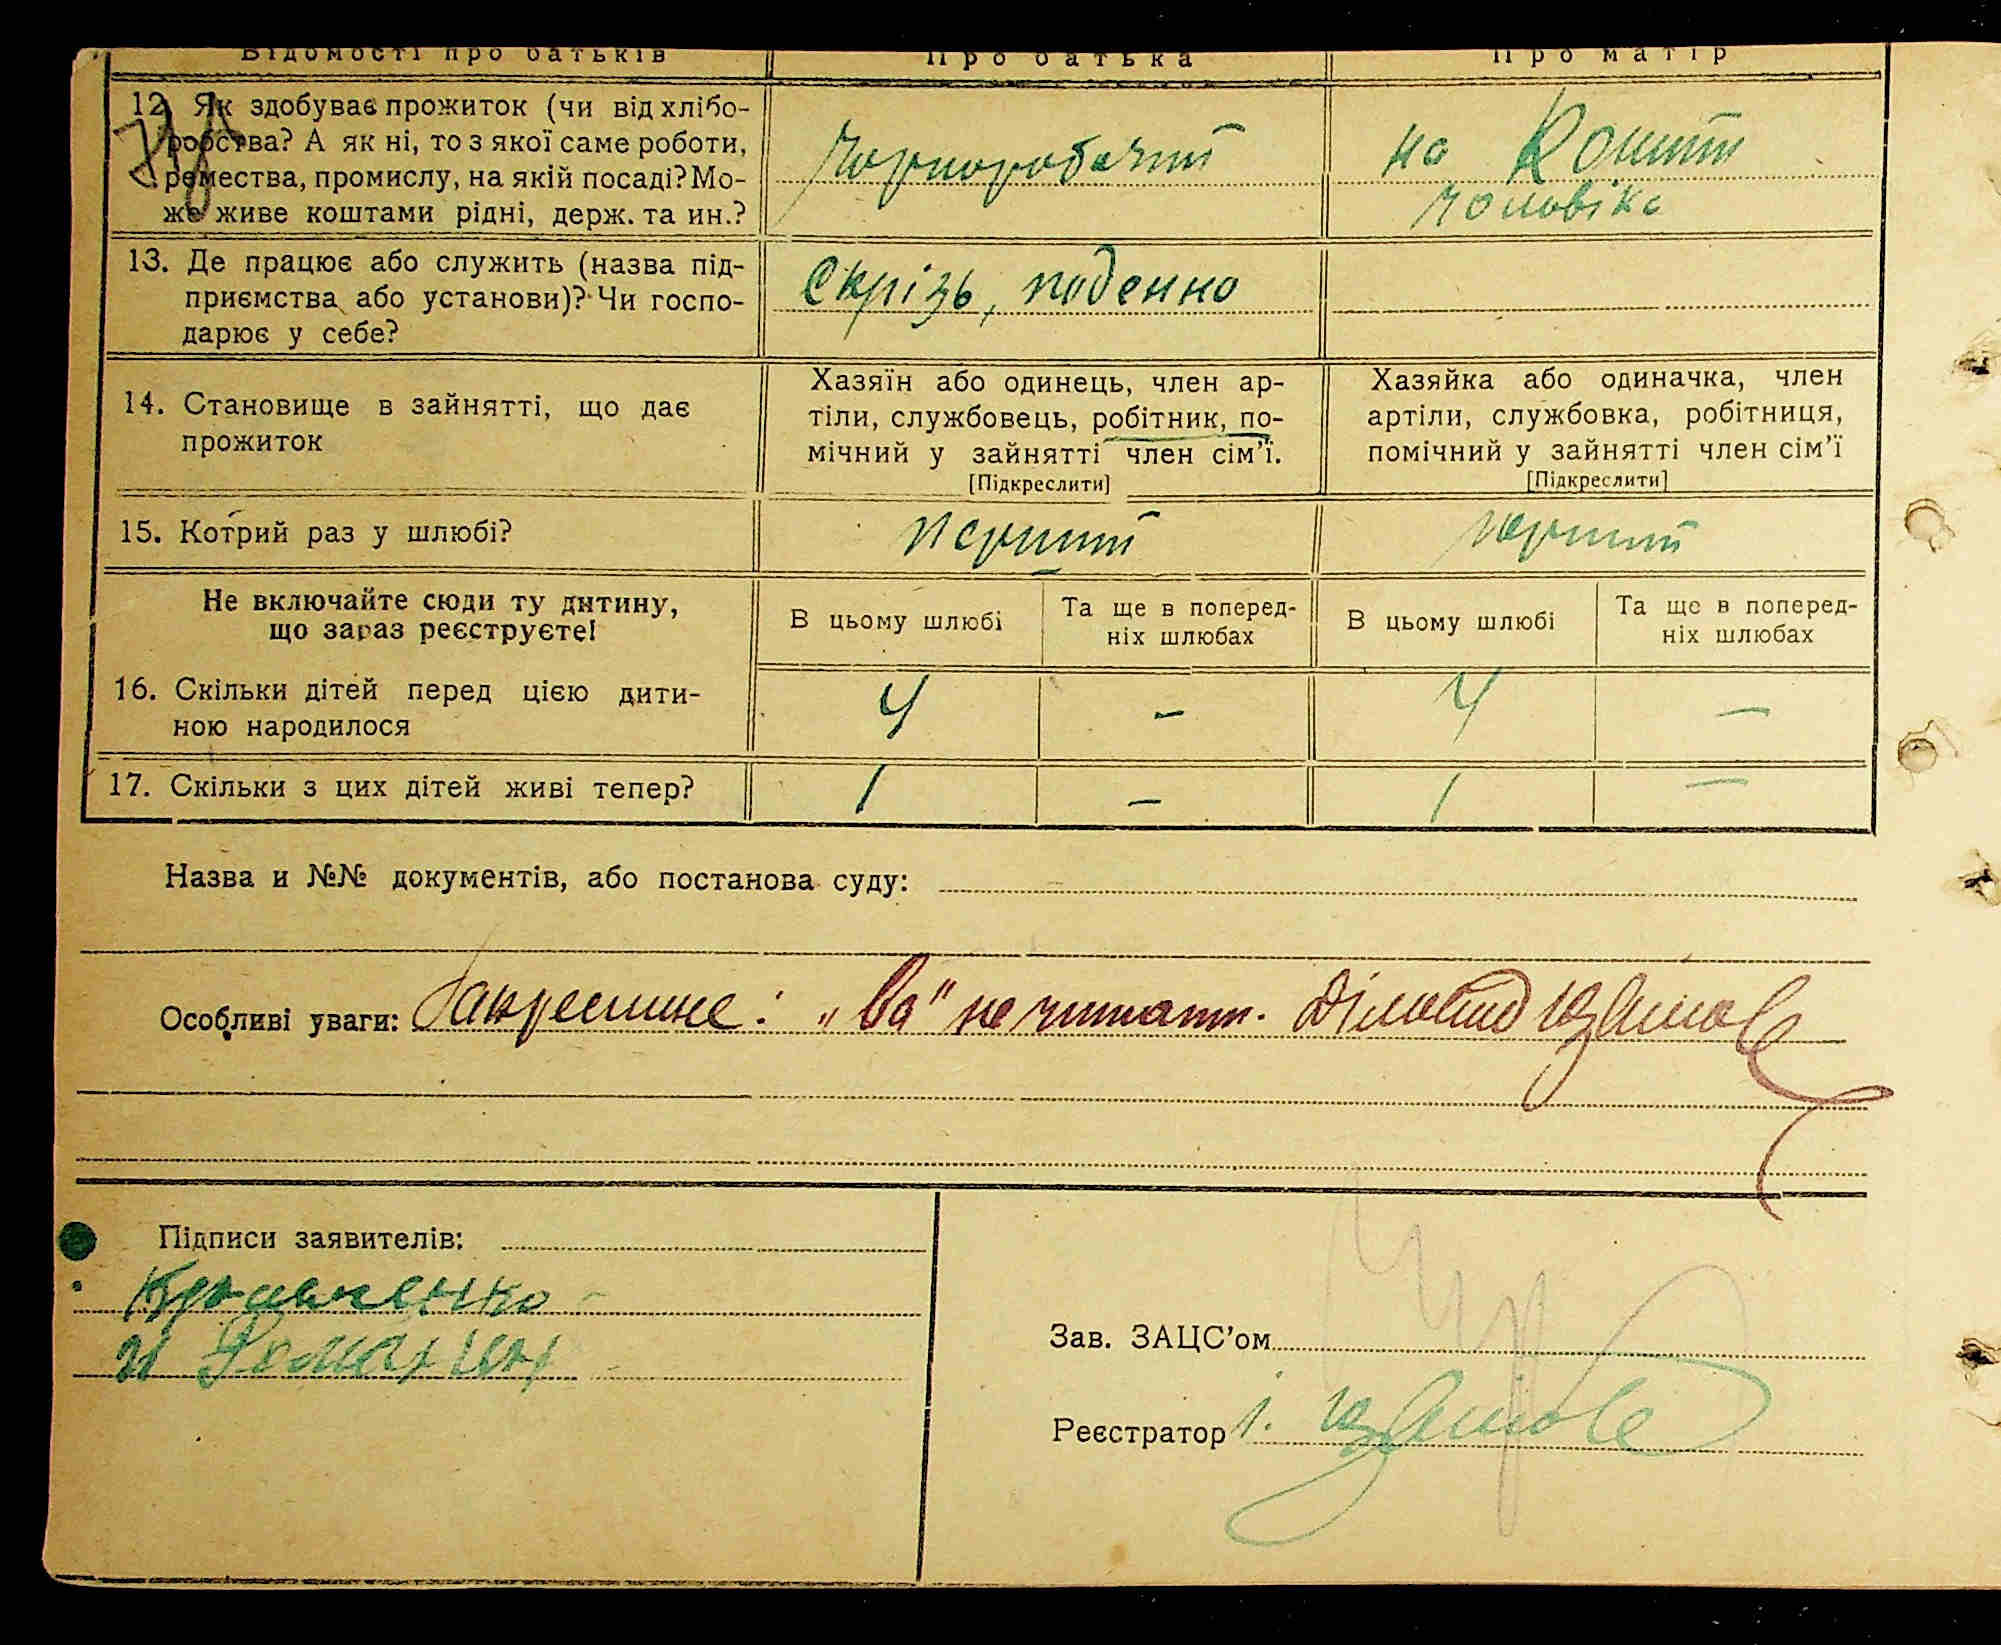 Відомості про батьків
Про батька
Про матір
12. Як здобуває прожиток (чи від хлібо-
робства? А як ні, то з якої саме роботи,
ремества, промислу, на якій посаді? Мо-
же живе коштами рідні, держ. та ин.?
Чорноробочий
на Кошти
чоловіка
13. Де працює або служить (назва під-
приємства або установи)? Чи госпо-
дарює у себе?
Скрізь, поденно
14. Становище в зайнятті, що дає
прожиток
Хазяїн або одинець, член ар-
тіли, службовець, робітник, по-
мічний у зайнятті член сім'ї.
[Підкреслити]
Хазяйка або одиначка, член
артіли, службовка, робітниця,
помічний у зайнятті член сім'ї
[Підкреслити]
15. Котрий раз у шлюбі?
перший
перший
Не включайте сюди ту дитину,
що зараз реєструєте!
В цьому шлюбі
Та ще в поперед-
ніх шлюбах
В цьому шлюбі
Та ще в поперед-
ніх шлюбах
16. Скільки дітей перед цією дити-
ною народилося
4
-
4
-
17. Скільки з цих дітей живі тепер?
1
-
1
-
Назва и №№ документів, або постанова суду:
Особливі уваги: Закреслине: "Ва" не читати. Діловод
Підписи заявителів:
Кравченко
и
Зав. ЗАЦС'ом
Реєстратор І.